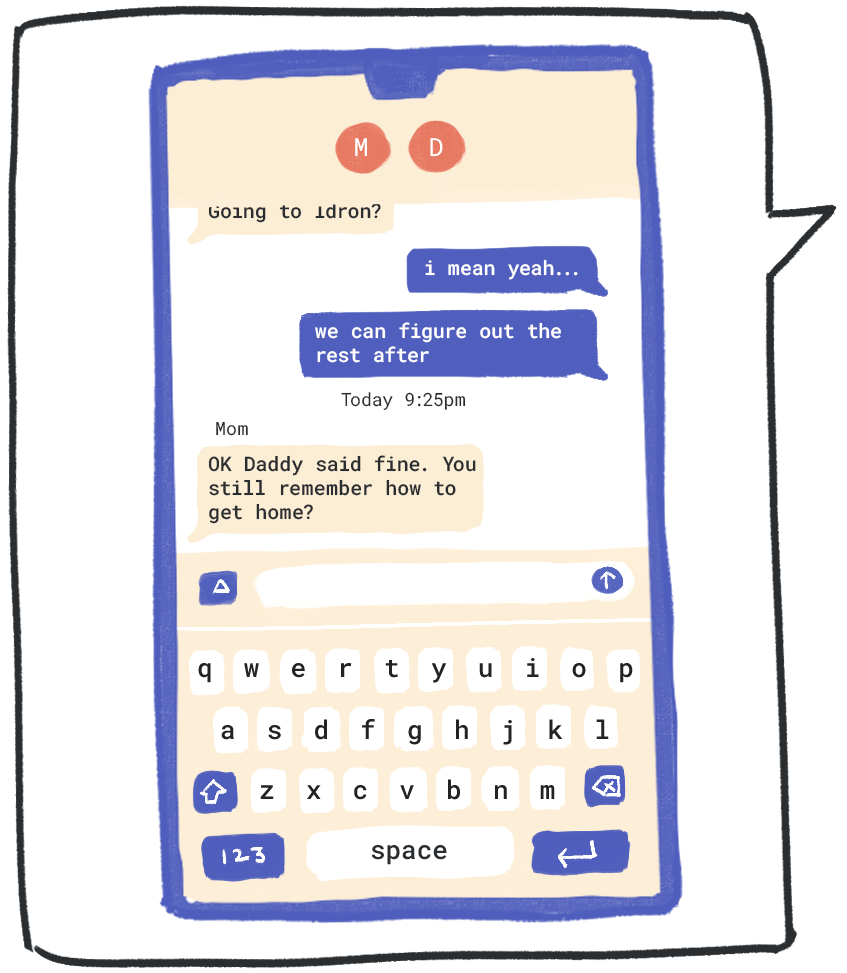 M D
Going to Idron?
i mean yeah...
we can figure out the
rest after
Today 9:25pm
Mom
OK Daddy said fine. You
still remember how to
get home?
q w e r t y u i o p
a s d f g h j k l
z x c v b n m
123 space